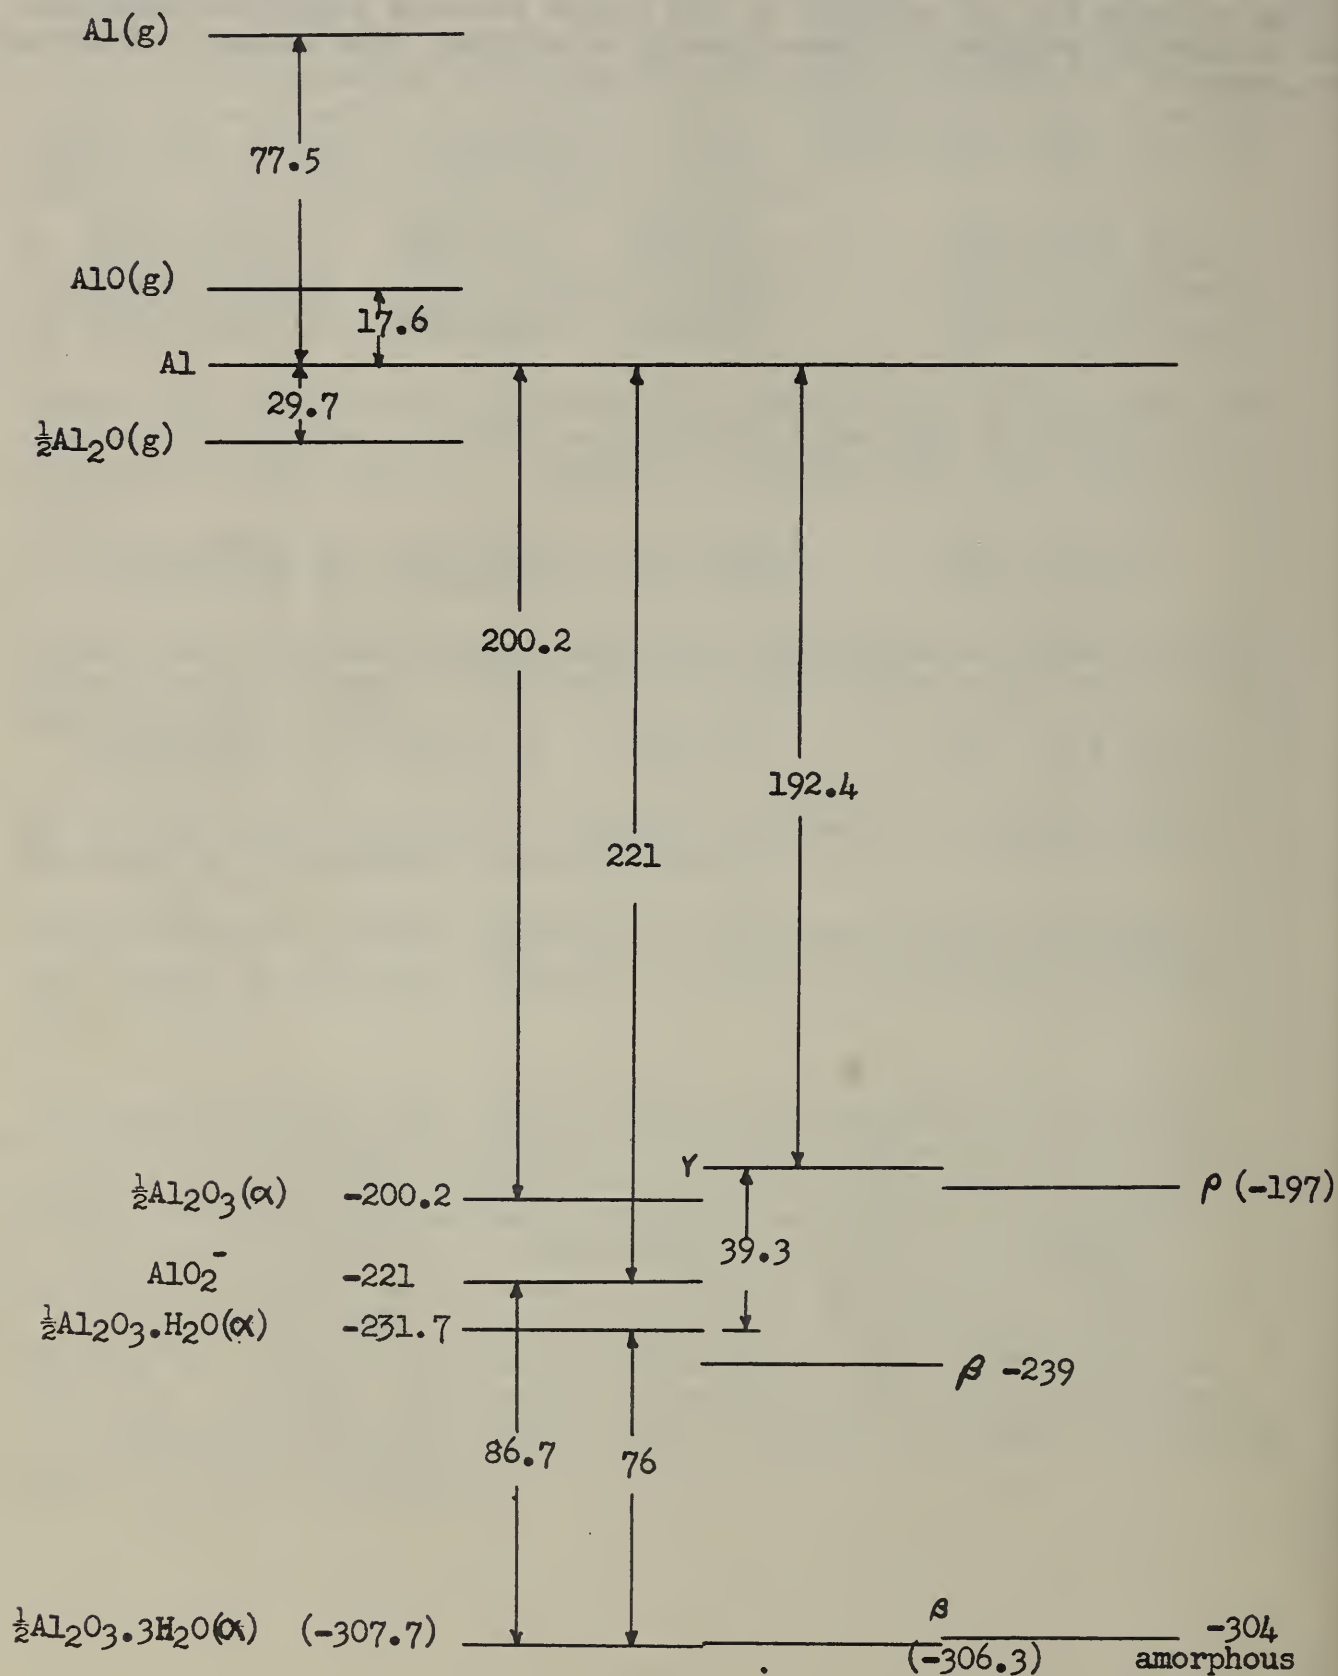 Al(g)
77.5
AlO(g)
17.6
Al
29.7
½Al₂O(g)
200.2
192.4
221
γ
½Al₂O₃(α) -200.2
ρ (-197)
39.3
AlO₂⁻ -221
½Al₂O₃.H₂O(α) -231.7
β -239
86.7 76
β
½Al₂O₃.3H₂O(α) (-307.7)
-304
(-306.3) amorphous